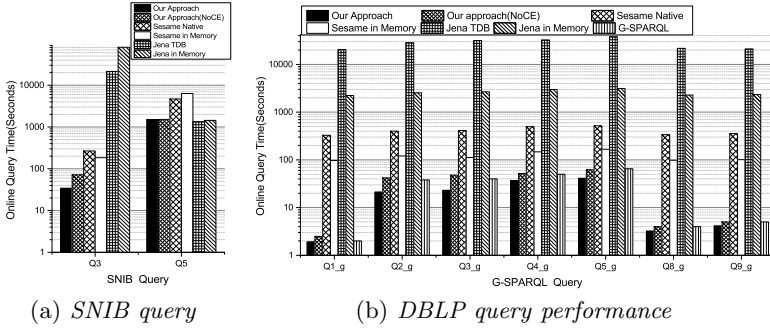 Our Approach
Our Approach(NoCE)
Sesame Native
Sesame in Memory
Jena TDB
Jena in Memory
10000
1000
100
10
1
Online Query Time(Seconds)
Q3 Q5
SNIB Query
(a) SNIB query
Our Approach Our approach(NoCE) Sesame Native
Sesame in Memory Jena TDB Jena in Memory G-SPARQL
10000
1000
100
10
1
Online Query Time(Seconds)
Q1_g Q2_g Q3_g Q4_g Q5_g Q8_g Q9_g
G-SPARQL Query
(b) DBLP query performance